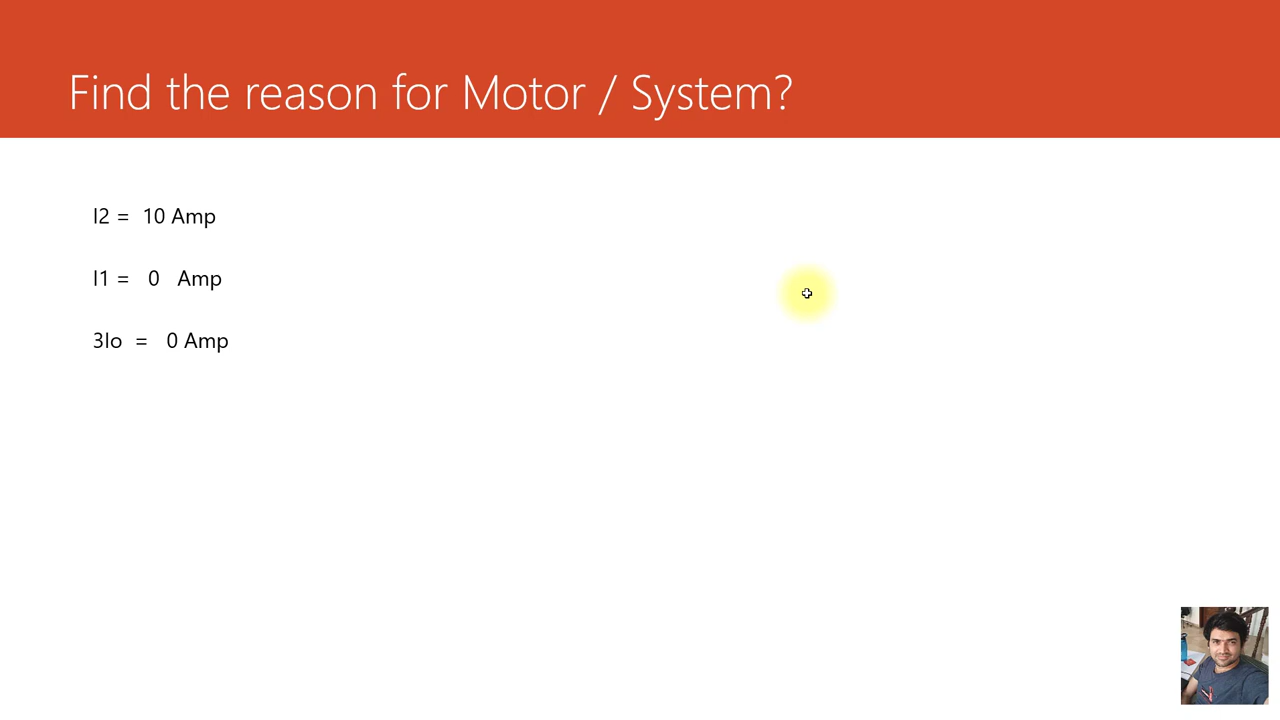 Find the reason for Motor / System?
I2 = 10 Amp
I1 = 0 Amp
3Io = 0 Amp